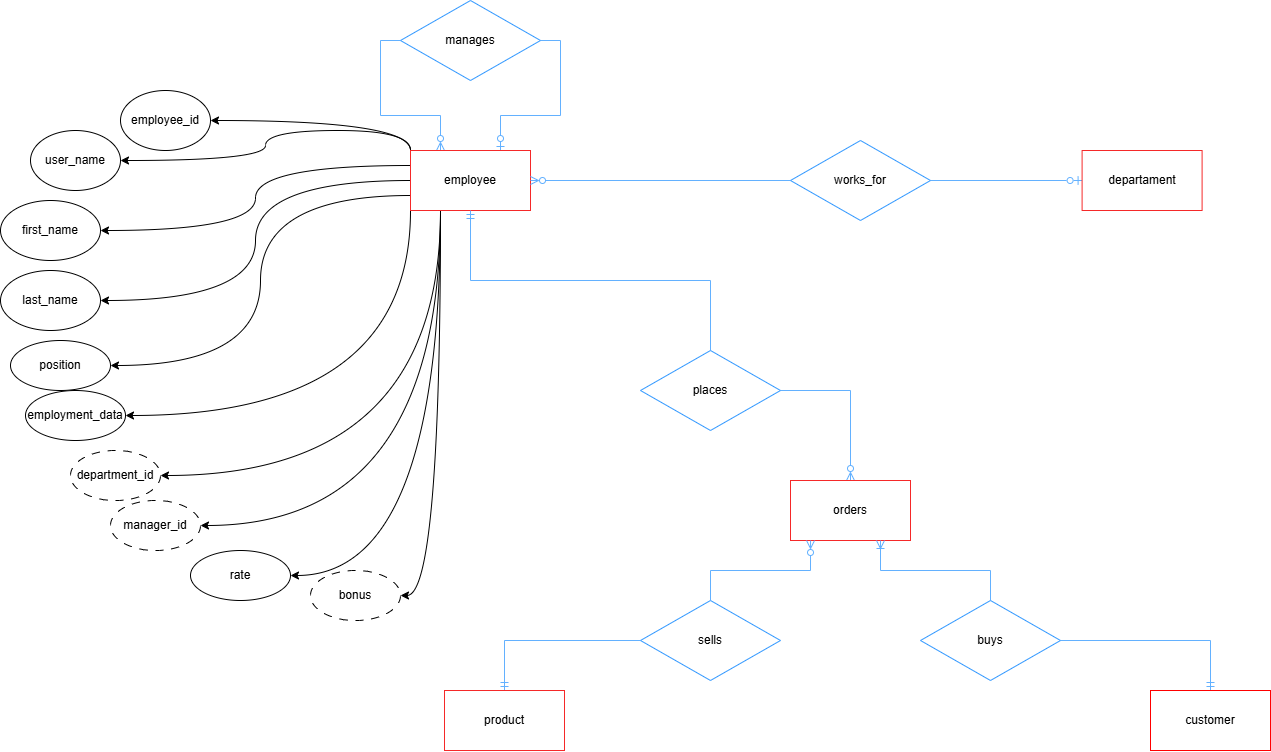 manages
employee_id
user_name
employee
works_for
departament
first_name
last_name
position
places
employment_data
department_id
manager_id
orders
rate
bonus
sells
buys
product
customer